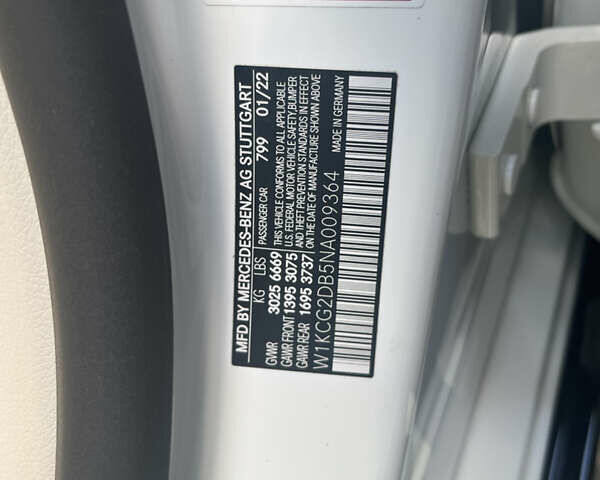 MFD BY MERCEDES-BENZ AG STUTTGART
KG LBS PASSENGER CAR 799 01/22
GVWR 3025 6669 THIS VEHICLE CONFORMS TO ALL APPLICABLE
GAWR FRONT 1395 3075 U.S. FEDERAL MOTOR VEHICLE SAFETY, BUMPER
GAWR REAR 1695 3737 AND THEFT PREVENTION STANDARDS IN EFFECT
ON THE DATE OF MANUFACTURE SHOWN ABOVE
W1KCG2DB5NA009364 MADE IN GERMANY